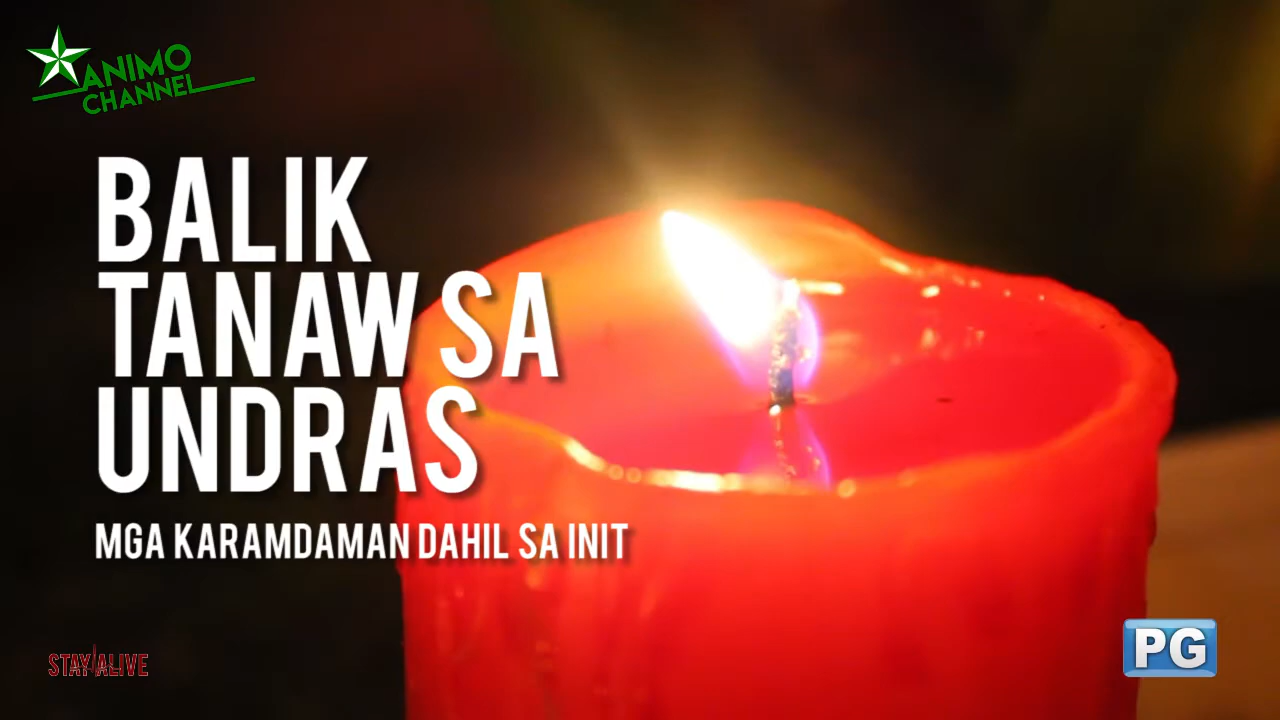 ANIMO
CHANNEL
BALIK
TANAW SA
UNDRAS
MGA KARAMDAMAN DAHIL SA INIT
STAY ALIVE
PG